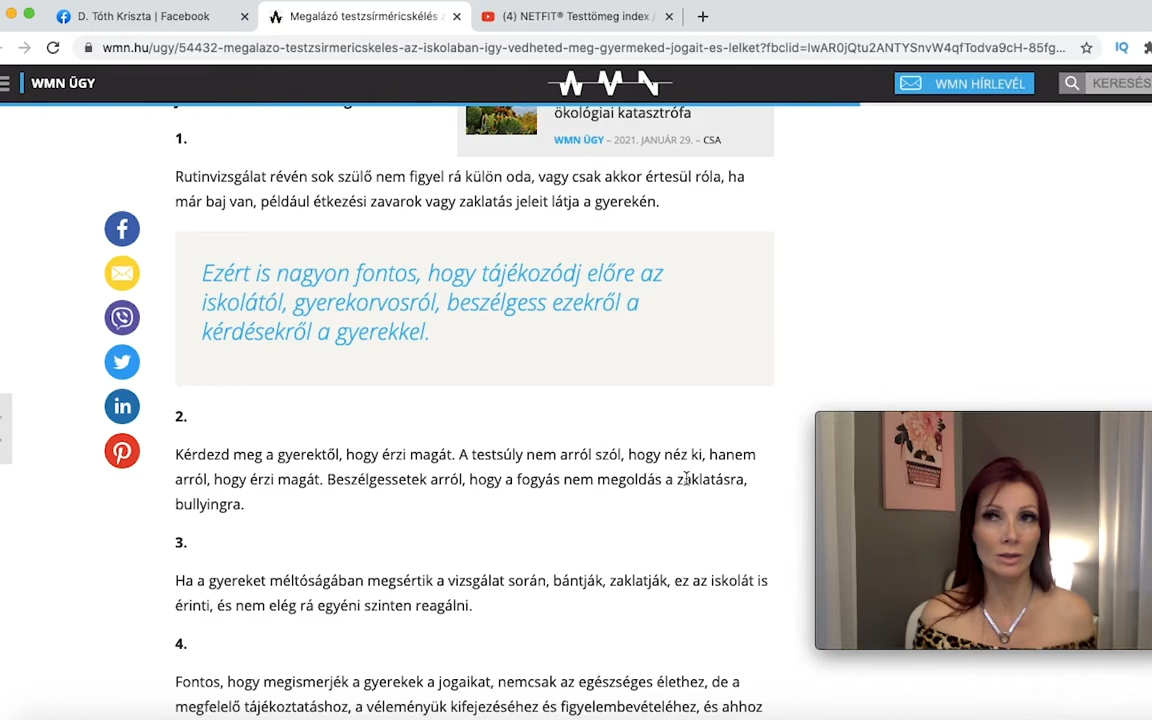 D. Tóth Kriszta | Facebook
Megalázó testzsírméricskélés
(4) NETFIT® Testtömeg index /
wmn.hu/ugy/54432-megalazo-testzsirmericskeles-az-iskolaban-igy-vedheted-meg-gyermeked-jogait-es-lelket?fbclid=IwAR0jQtu2ANTYSnvW4qfTodva9cH-85fg...
IQ
WMN ÜGY
WMN
WMN HÍRLEVÉL
KERESÉS
ökológiai katasztrófa
WMN ÜGY – 2021. JANUÁR 29. – CSA
1.
Rutinvizsgálat révén sok szülő nem figyel rá külön oda, vagy csak akkor értesül róla, ha
már baj van, például étkezési zavarok vagy zaklatás jeleit látja a gyerekén.
Ezért is nagyon fontos, hogy tájékozódj előre az
iskolától, gyerekorvosról, beszélgess ezekről a
kérdésekről a gyerekkel.
2.
Kérdezd meg a gyerektől, hogy érzi magát. A testsúly nem arról szól, hogy néz ki, hanem
arról, hogy érzi magát. Beszélgessetek arról, hogy a fogyás nem megoldás a zaklatásra,
bullyingra.
3.
Ha a gyereket méltóságában megsértik a vizsgálat során, bántják, zaklatják, ez az iskolát is
érinti, és nem elég rá egyéni szinten reagálni.
4.
Fontos, hogy megismerjék a gyerekek a jogaikat, nemcsak az egészséges élethez, de a
megfelelő tájékoztatáshoz, a véleményük kifejezéséhez és figyelembevételéhez, és ahhoz